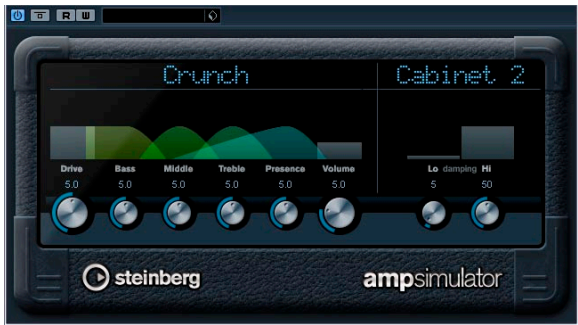 R W
Crunch Cabinet 2
Drive Bass Middle Treble Presence Volume Lo damping Hi
5.0 5.0 5.0 5.0 5.0 5.0 5 50
steinberg ampsimulator